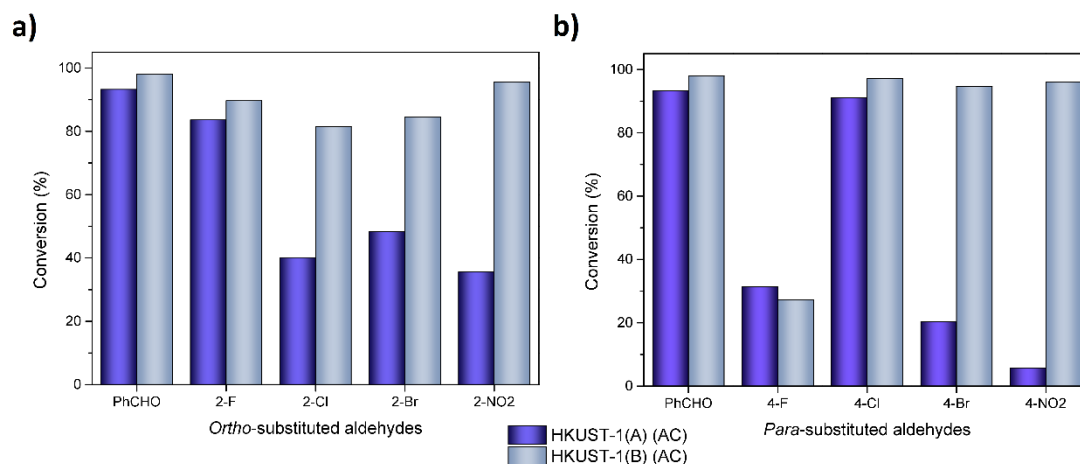 a)
Conversion (%)
100
80
60
40
20
0
PhCHO
2-F
2-Cl
2-Br
2-NO2
Ortho-substituted aldehydes
b)
Conversion (%)
100
80
60
40
20
0
PhCHO
4-F
4-Cl
4-Br
4-NO2
Para-substituted aldehydes
HKUST-1(A) (AC)
HKUST-1(B) (AC)